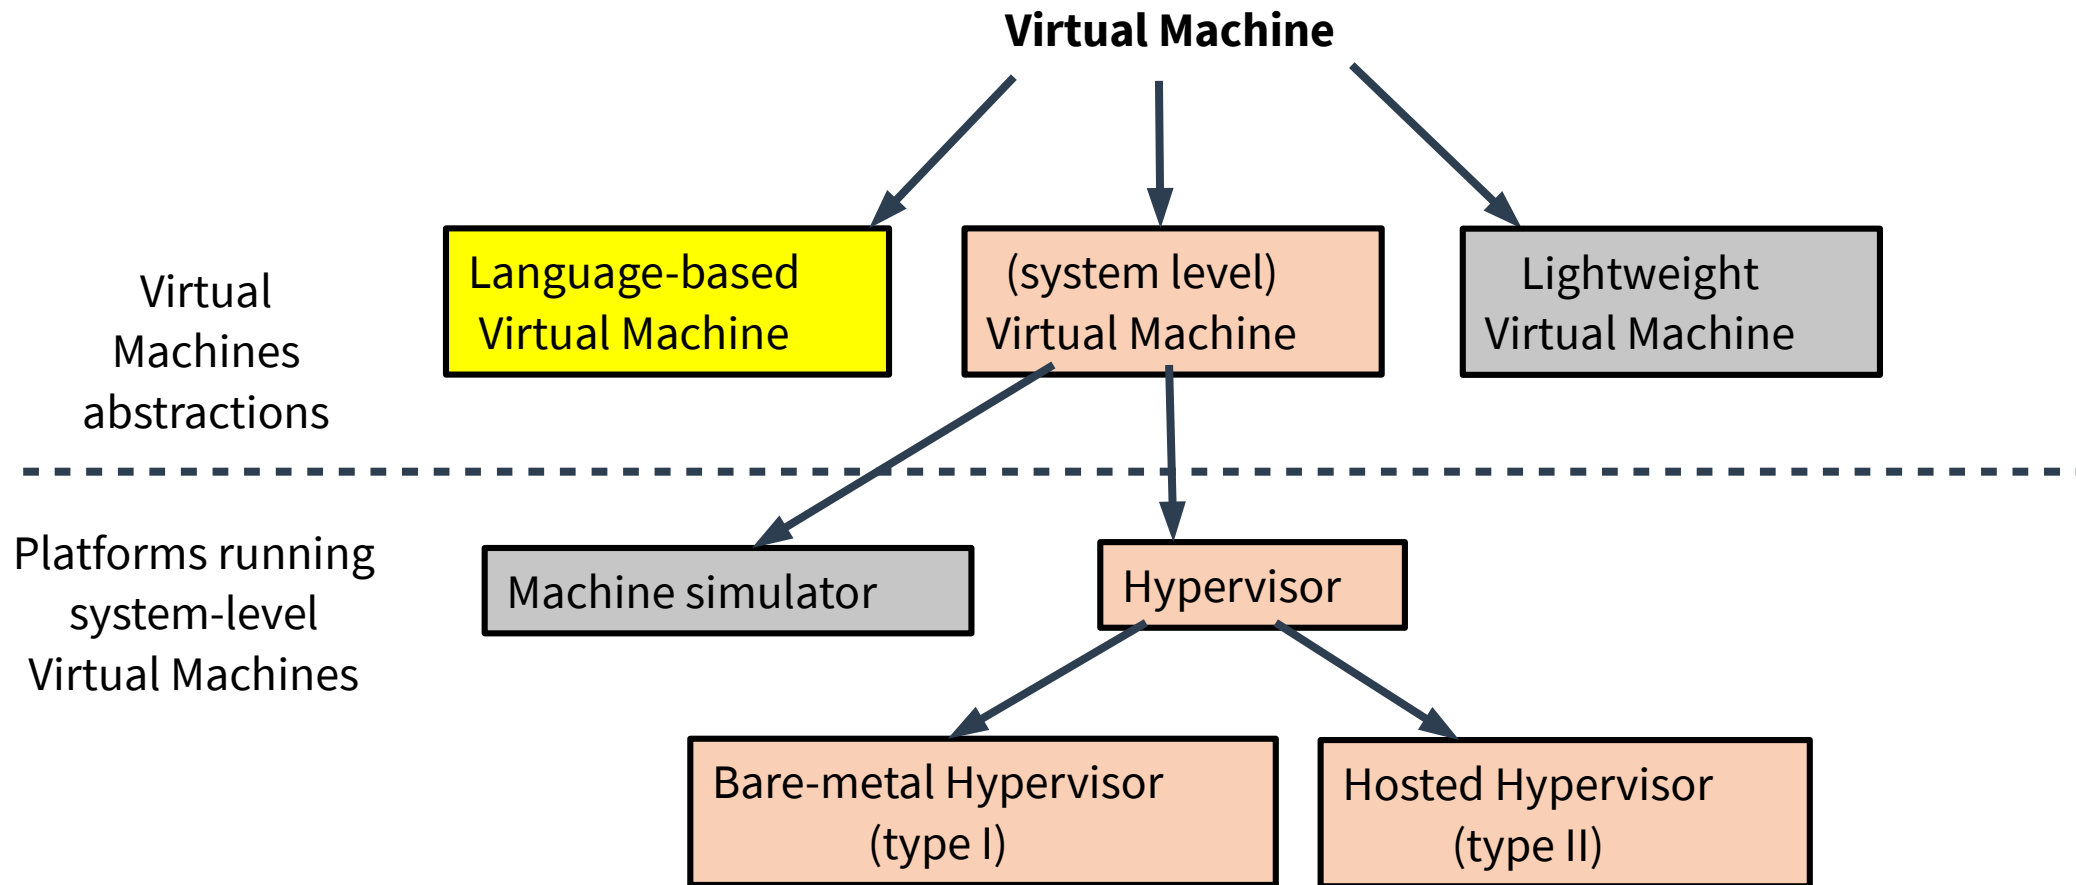 Virtual Machine
Language-based
Virtual Machine
(system level)
Virtual Machine
Lightweight
Virtual Machine
Virtual
Machines
abstractions
Platforms running
system-level
Virtual Machines
Machine simulator
Hypervisor
Bare-metal Hypervisor
(type I)
Hosted Hypervisor
(type II)